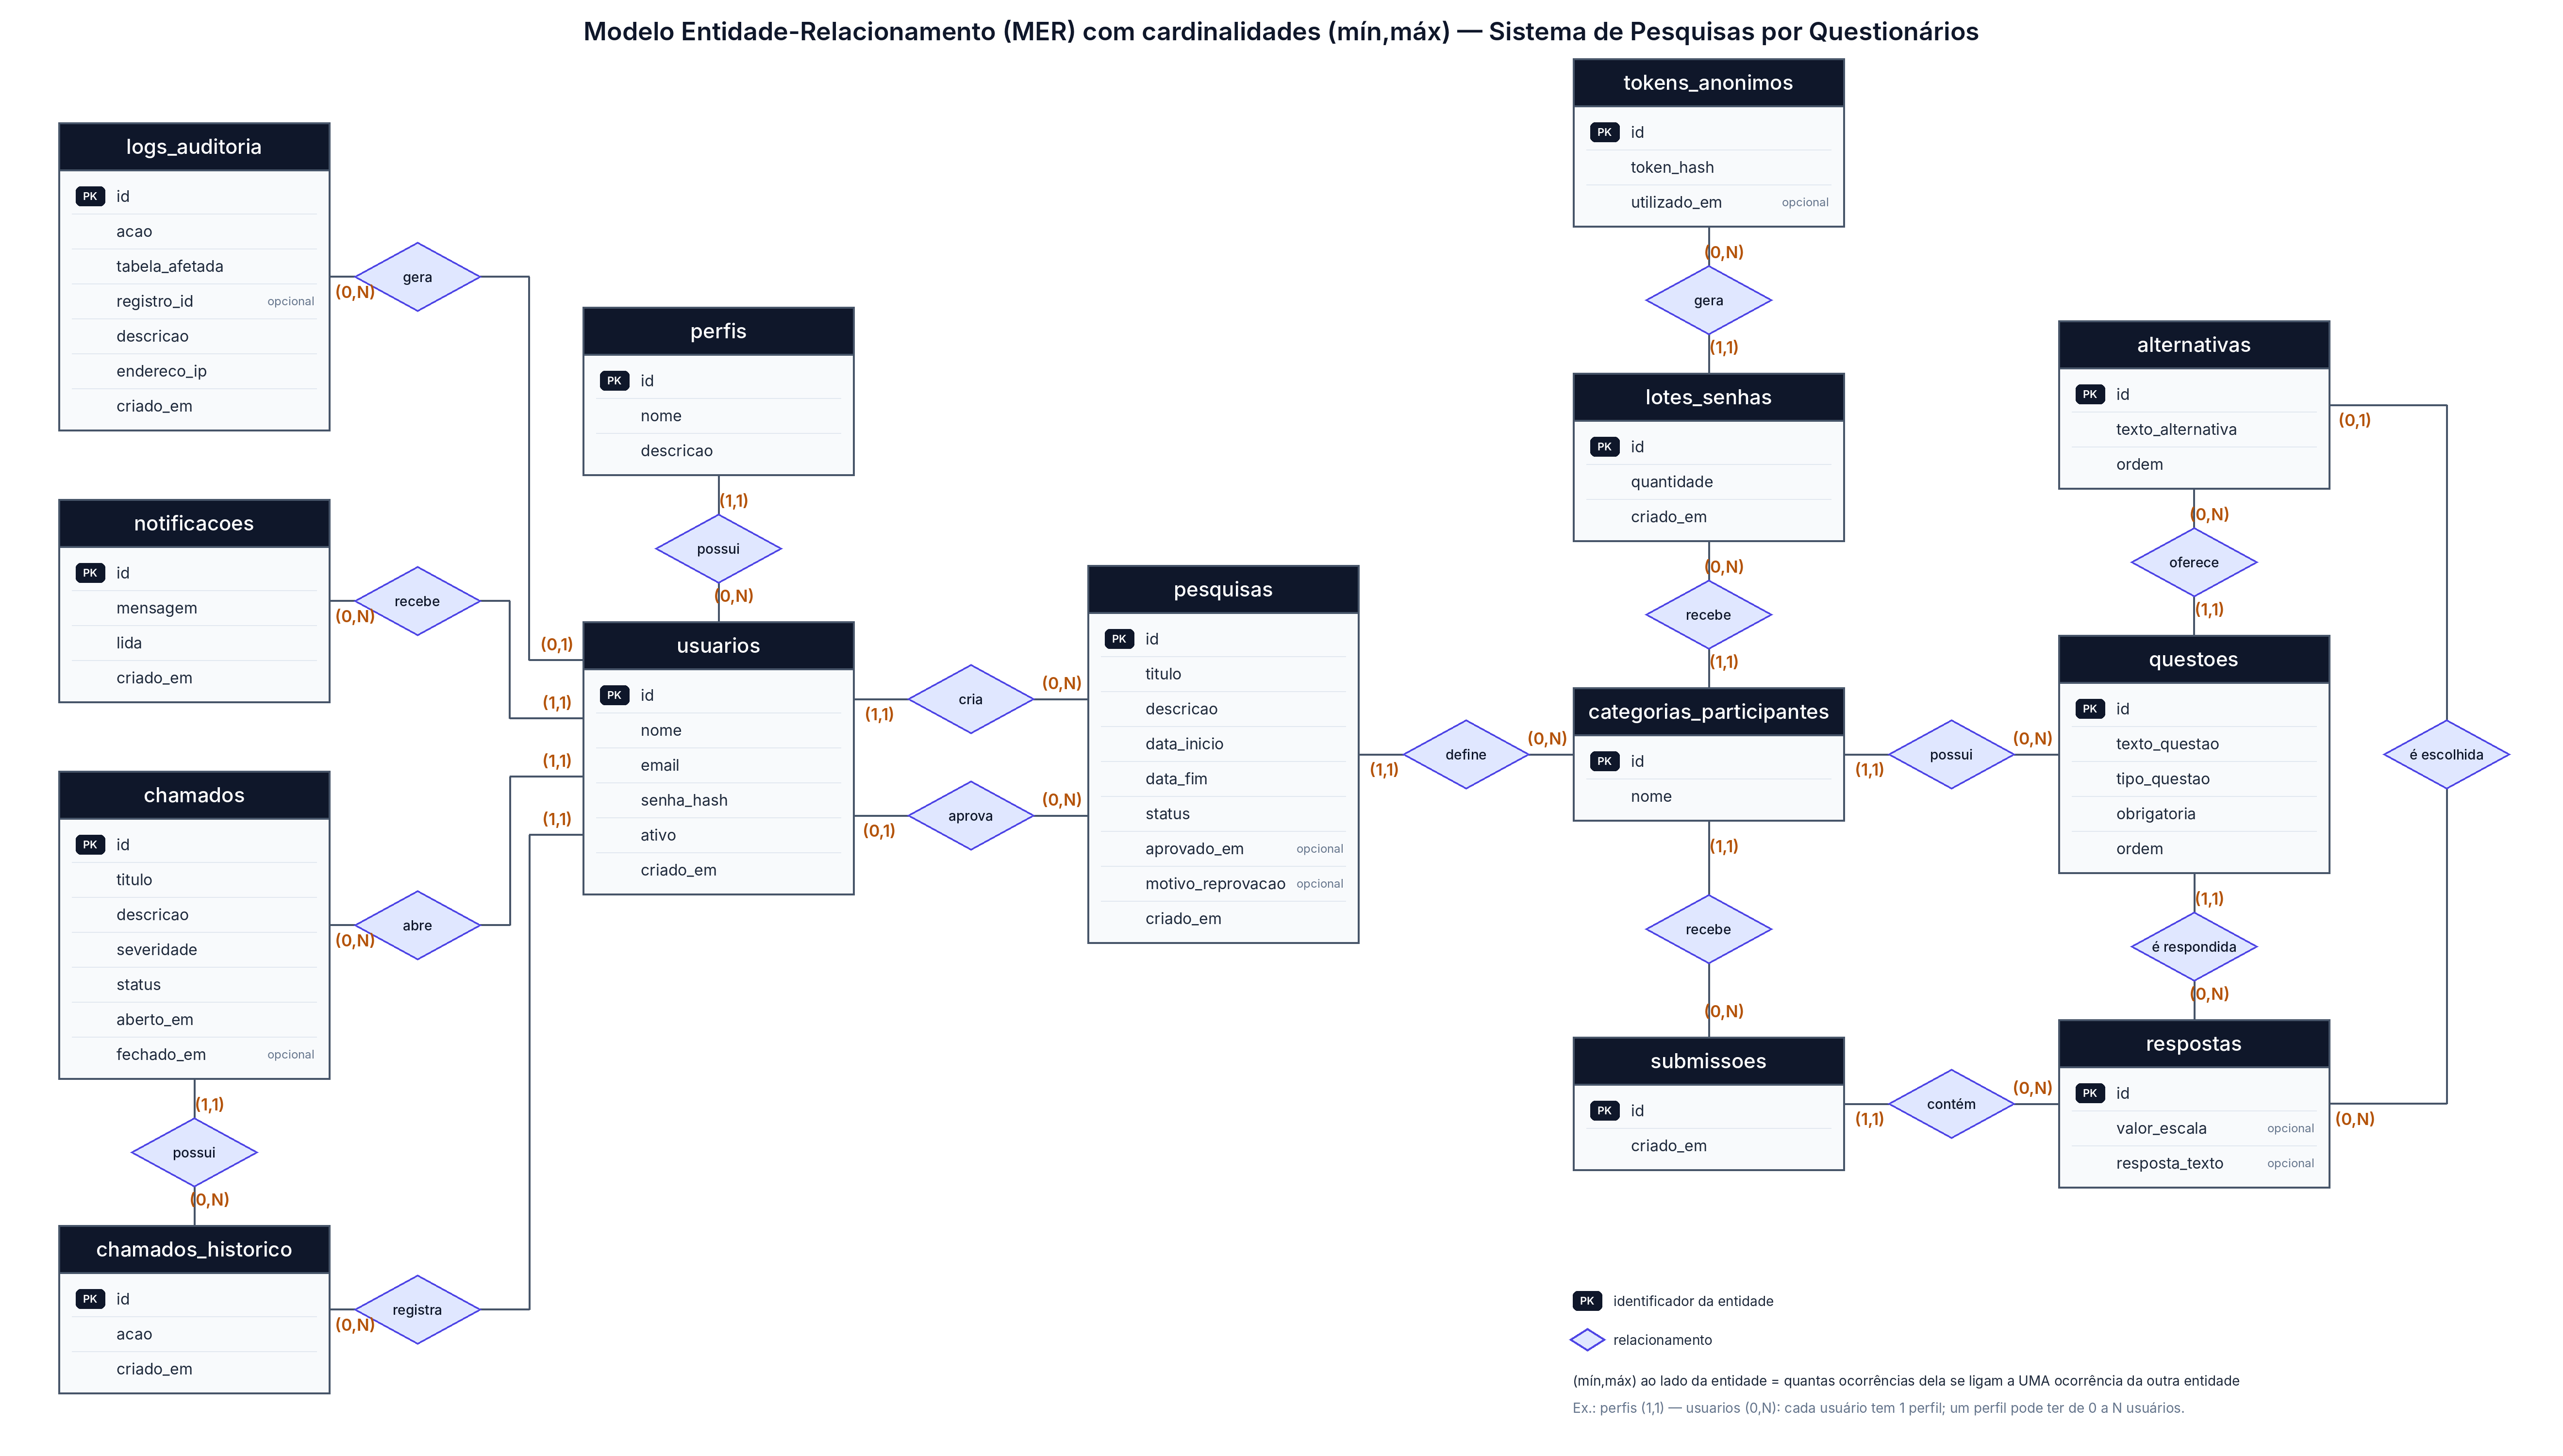 Modelo Entidade-Relacionamento (MER) com cardinalidades (mín,máx) — Sistema de Pesquisas por Questionários
logs_auditoria
PK id
acao
tabela_afetada
registro_id opcional
descricao
endereco_ip
criado_em
(0,N)
gera
(0,1)
notificacoes
PK id
mensagem
lida
criado_em
(0,N)
recebe
(1,1)
chamados
PK id
titulo
descricao
severidade
status
aberto_em
fechado_em opcional
(0,N)
abre
(1,1)
(1,1)
possui
(0,N)
chamados_historico
PK id
acao
criado_em
(0,N)
registra
(1,1)
perfis
PK id
nome
descricao
(1,1)
possui
(0,N)
usuarios
PK id
nome
email
senha_hash
ativo
criado_em
(1,1)
cria
(0,N)
(0,1)
aprova
(0,N)
pesquisas
PK id
titulo
descricao
data_inicio
data_fim
status
aprovado_em opcional
motivo_reprovacao opcional
criado_em
(1,1)
define
(0,N)
tokens_anonimos
PK id
token_hash
utilizado_em opcional
(0,N)
gera
(1,1)
lotes_senhas
PK id
quantidade
criado_em
(0,N)
recebe
(1,1)
categorias_participantes
PK id
nome
(1,1)
possui
(0,N)
(1,1)
recebe
(0,N)
submissoes
PK id
criado_em
(1,1)
contém
(0,N)
alternativas
PK id
texto_alternativa
ordem
(0,1)
(0,N)
oferece
(1,1)
questoes
PK id
texto_questao
tipo_questao
obrigatoria
ordem
é escolhida
(1,1)
é respondida
(0,N)
respostas
PK id
valor_escala opcional
resposta_texto opcional
(0,N)
PK identificador da entidade
relacionamento
(mín,máx) ao lado da entidade = quantas ocorrências dela se ligam a UMA ocorrência da outra entidade
Ex.: perfis (1,1) — usuarios (0,N): cada usuário tem 1 perfil; um perfil pode ter de 0 a N usuários.